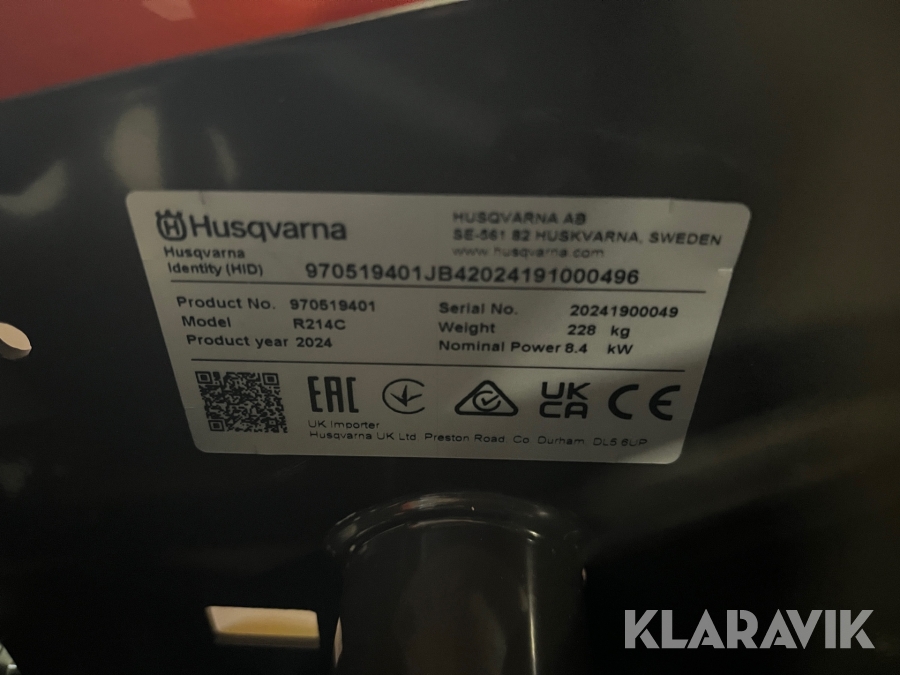 Husqvarna
HUSQVARNA AB
SE-561 82 HUSKVARNA, SWEDEN
www.husqvarna.com
Husqvarna
Identity (HID) 970519401JB42024191000496
Product No. 970519401
Model R214C
Product year 2024
Serial No. 20241900049
Weight 228 kg
Nominal Power 8.4 kW
EAC
UK
CA
CE
UK Importer
Husqvarna UK Ltd Preston Road Co Durham DL5 6UP
KLARAVIK